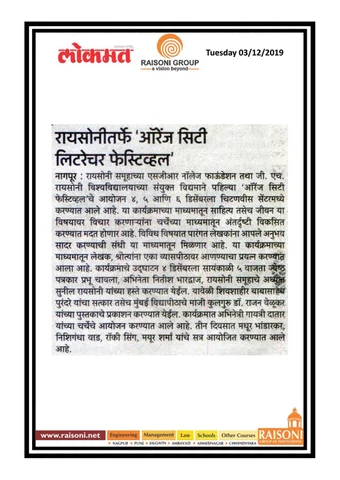 लोकमत
RAISONI GROUP
a vision beyond
Tuesday 03/12/2019
रायसोनीतर्फे ‘ऑरेंज सिटी
लिटरेचर फेस्टिव्हल’
नागपूर : रायसोनी समूहाच्या एसजीआर नॉलेज फाऊंडेशन तथा जी. एच.
रायसोनी विश्वविद्यालयाच्या संयुक्त विद्यमाने पहिल्या ‘ऑरेंज सिटी
फेस्टिव्हल’चे आयोजन ४, ५ आणि ६ डिसेंबरला चिटणवीस सेंटरमध्ये
करण्यात आले आहे. या कार्यक्रमाच्या माध्यमातून साहित्य तसेच जीवन या
विषयावर विचार करणाऱ्यांना चर्चेच्या माध्यमातून अंतर्दृष्टी विकसित
करण्यात मदत होणार आहे. विविध विषयात पारंगत लेखकांना आपले अनुभव
सादर करण्याची संधी या माध्यमातून मिळणार आहे. या कार्यक्रमाच्या
माध्यमातून लेखक, श्रोत्यांना एका व्यासपीठावर आणण्याचा प्रयत्न करण्यात
आला आहे. कार्यक्रमाचे उद्घाटन ४ डिसेंबरला सायंकाळी ५ वाजता ज्येष्ठ
पत्रकार प्रभू चावला, अभिनेता नितीश भारद्वाज, रायसोनी समूहाचे अध्यक्ष
सुनील रायसोनी यांच्या हस्ते करण्यात येईल. यावेळी शिवशाहीर बाबासाहेब
पुरंदरे यांचा सत्कार तसेच मुंबई विद्यापीठाचे माजी कुलगुरू डॉ. राजन वेळूकर
यांच्या पुस्तकाचे प्रकाशन करण्यात येईल. कार्यक्रमात अभिनेत्री गायत्री दातार
यांच्या चर्चेचे आयोजन करण्यात आले आहे. तीन दिवसात मधूर भांडारकर,
निशिगंधा वाड, रॉकी सिंग, मयूर शर्मा यांचे सत्र आयोजित करण्यात आले
आहे.
www.raisoni.net Engineering Management Law Schools Other Courses RAISONI
NAGPUR PUNE JALGAON AMRAVATI AHMEDNAGAR CHHINDWARA